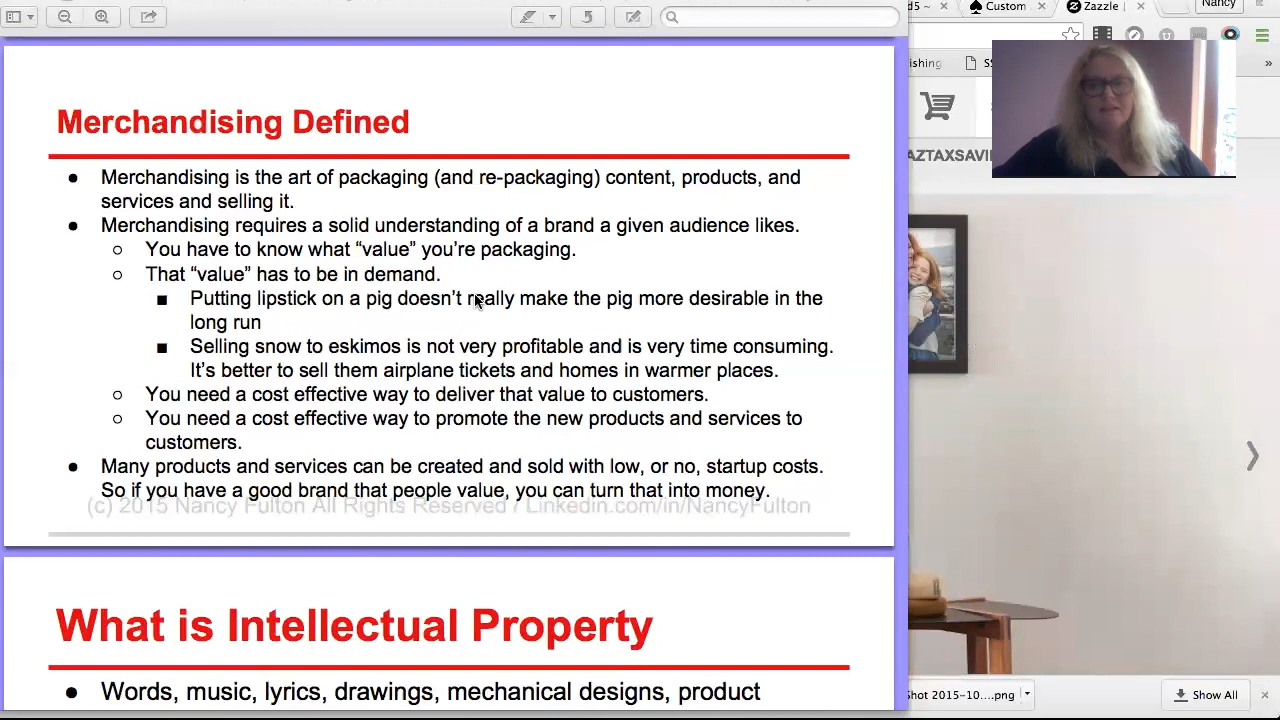 d5 ~
Custom
Zazzle
Nancy
ishing
AZTAXSAVIN
Merchandising Defined
● Merchandising is the art of packaging (and re-packaging) content, products, and
services and selling it.
● Merchandising requires a solid understanding of a brand a given audience likes.
○ You have to know what “value” you’re packaging.
○ That “value” has to be in demand.
■ Putting lipstick on a pig doesn’t really make the pig more desirable in the
long run
■ Selling snow to eskimos is not very profitable and is very time consuming.
It’s better to sell them airplane tickets and homes in warmer places.
○ You need a cost effective way to deliver that value to customers.
○ You need a cost effective way to promote the new products and services to
customers.
● Many products and services can be created and sold with low, or no, startup costs.
So if you have a good brand that people value, you can turn that into money.
(c) 2015 Nancy Fulton All Rights Reserved / Linkedin.com/in/NancyFulton
What is Intellectual Property
● Words, music, lyrics, drawings, mechanical designs, product
Shot 2015-10....png
Show All